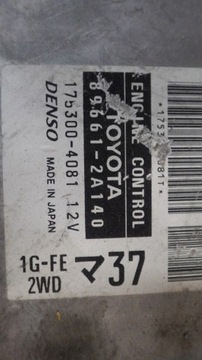 ENGINE CONTROL
TOYOTA
89661-2A140
175300-4081 12V
DENSO MADE IN JAPAN
1G-FE
2WD
マ37